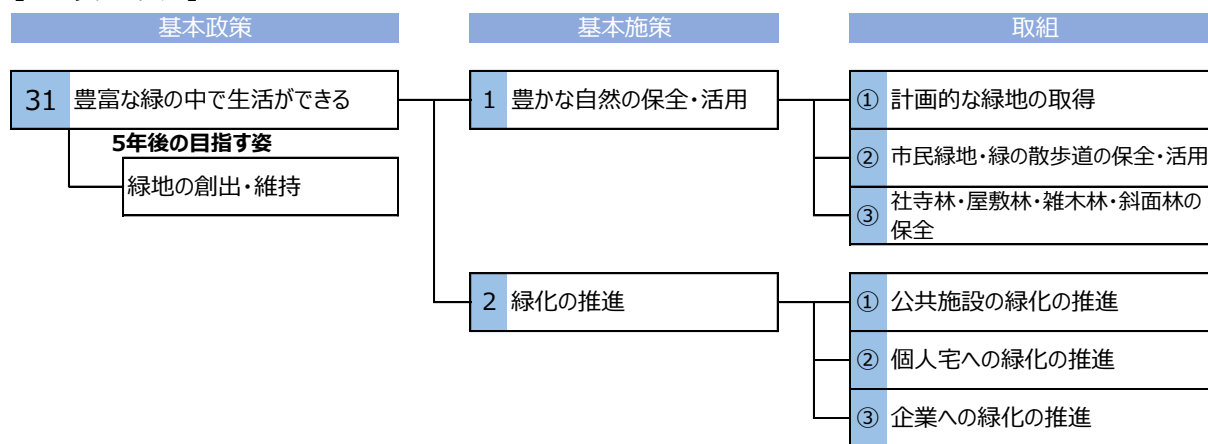 基本政策
基本施策
取組
31 豊富な緑の中で生活ができる
5年後の目指す姿
緑地の創出・維持
1 豊かな自然の保全・活用
① 計画的な緑地の取得
② 市民緑地・緑の散歩道の保全・活用
③ 社寺林・屋敷林・雑木林・斜面林の
保全
2 緑化の推進
① 公共施設の緑化の推進
② 個人宅への緑化の推進
③ 企業への緑化の推進